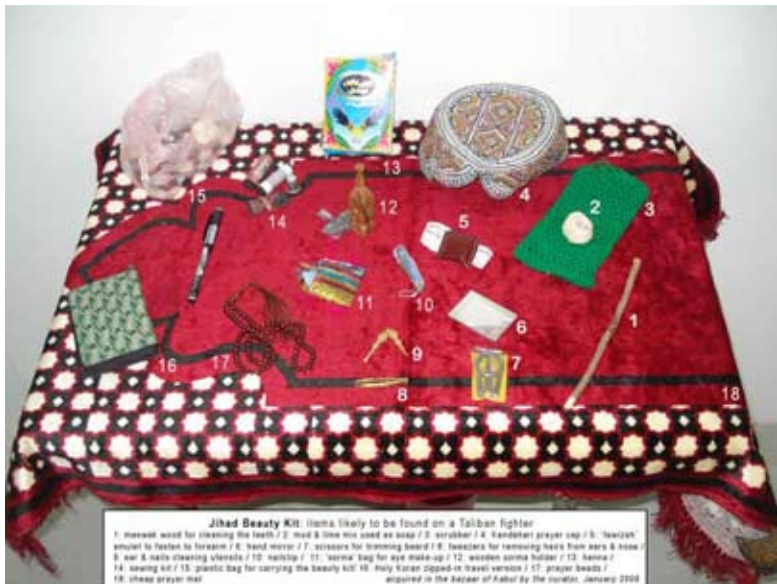 15
13
14
12
4
5
2
3
11
10
6
1
16
17
9
7
8
18
Jihad Beauty Kit: items likely to be found on a Taliban fighter
1: meswak wood for cleaning the teeth / 2: mud & lime mix used as soap / 3: scrubber / 4: Kandahari prayer cap / 5: 'tawizak'
amulet to fasten to forearm / 6: hand mirror / 7: scissors for trimming beard / 8: tweezers for removing hairs from ears & nose /
9: ear & nails cleaning utensils / 10: nailclip / 11: 'sorma' bag for eye make-up / 12: wooden sorma holder / 13: henna /
14: sewing kit / 15: plastic bag for carrying the beauty kit/ 16: Holy Koran zipped-in travel version / 17: prayer beads /
18: cheap prayer mat
acquired in the bazaar of Kabul by the curator, January 2008